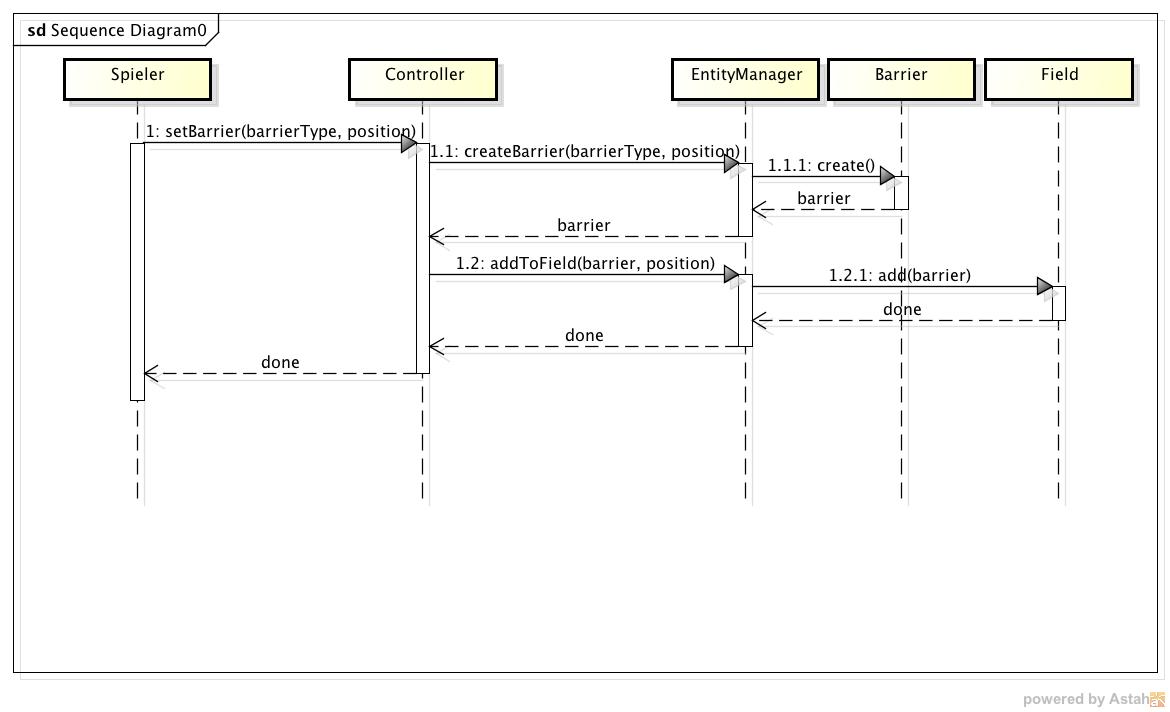 sd Sequence Diagram0
Spieler
Controller
EntityManager
Barrier
Field
1: setBarrier(barrierType, position)
1.1: createBarrier(barrierType, position)
1.1.1: create()
barrier
barrier
1.2: addToField(barrier, position)
1.2.1: add(barrier)
done
done
done
powered by Astah